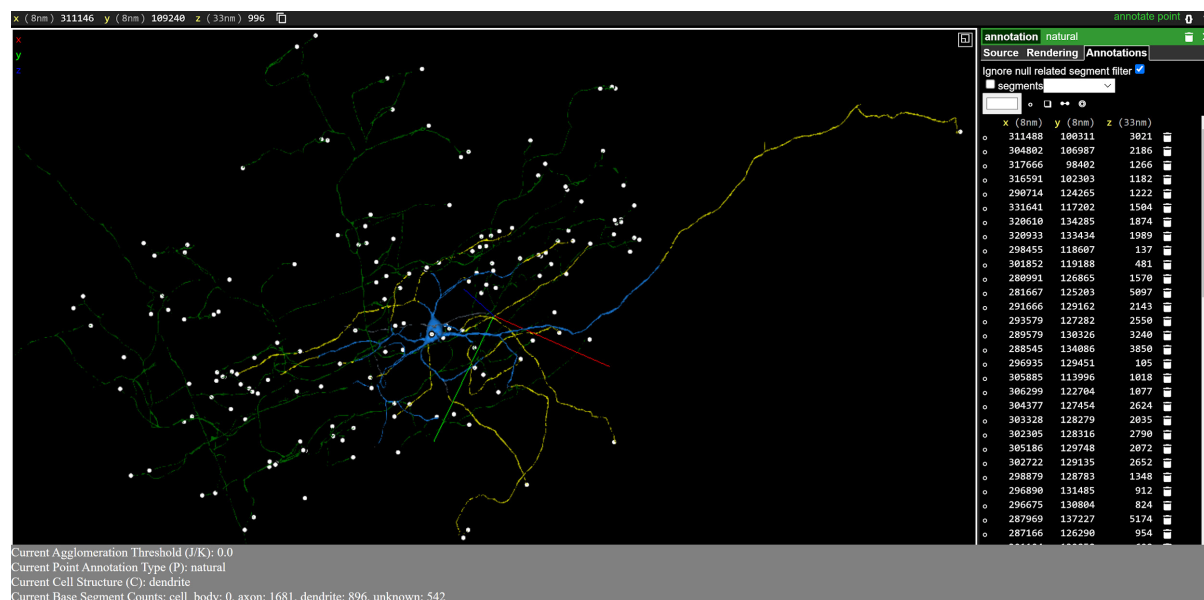 x (8nm) 311146 y (8nm) 109240 z (33nm) 996
annotate point {}
x
y
z
annotation natural
Source Rendering Annotations
Ignore null related segment filter
segments
x (8nm) y (8nm) z (33nm)
311488 100311 3021
304802 106987 2186
317666 98402 1266
316591 102303 1182
290714 124265 1222
331641 117202 1504
320610 134285 1874
320933 133434 1989
298455 118607 137
301852 119188 481
280991 126865 1570
281667 125203 5097
291666 129162 2143
293579 127282 2550
289579 130326 3240
288545 134086 3850
296935 129451 105
305885 113996 1018
306299 122704 1077
304377 127454 2624
303328 128279 2035
302305 128316 2790
305186 129748 2072
302722 129135 2652
298879 128783 1348
296890 131485 912
296675 130804 824
287969 137227 5174
287166 126290 954
Current Agglomeration Threshold (J/K): 0.0
Current Point Annotation Type (P): natural
Current Cell Structure (C): dendrite
Current Base Segment Counts: cell_body: 0, axon: 1681, dendrite: 896, unknown: 542